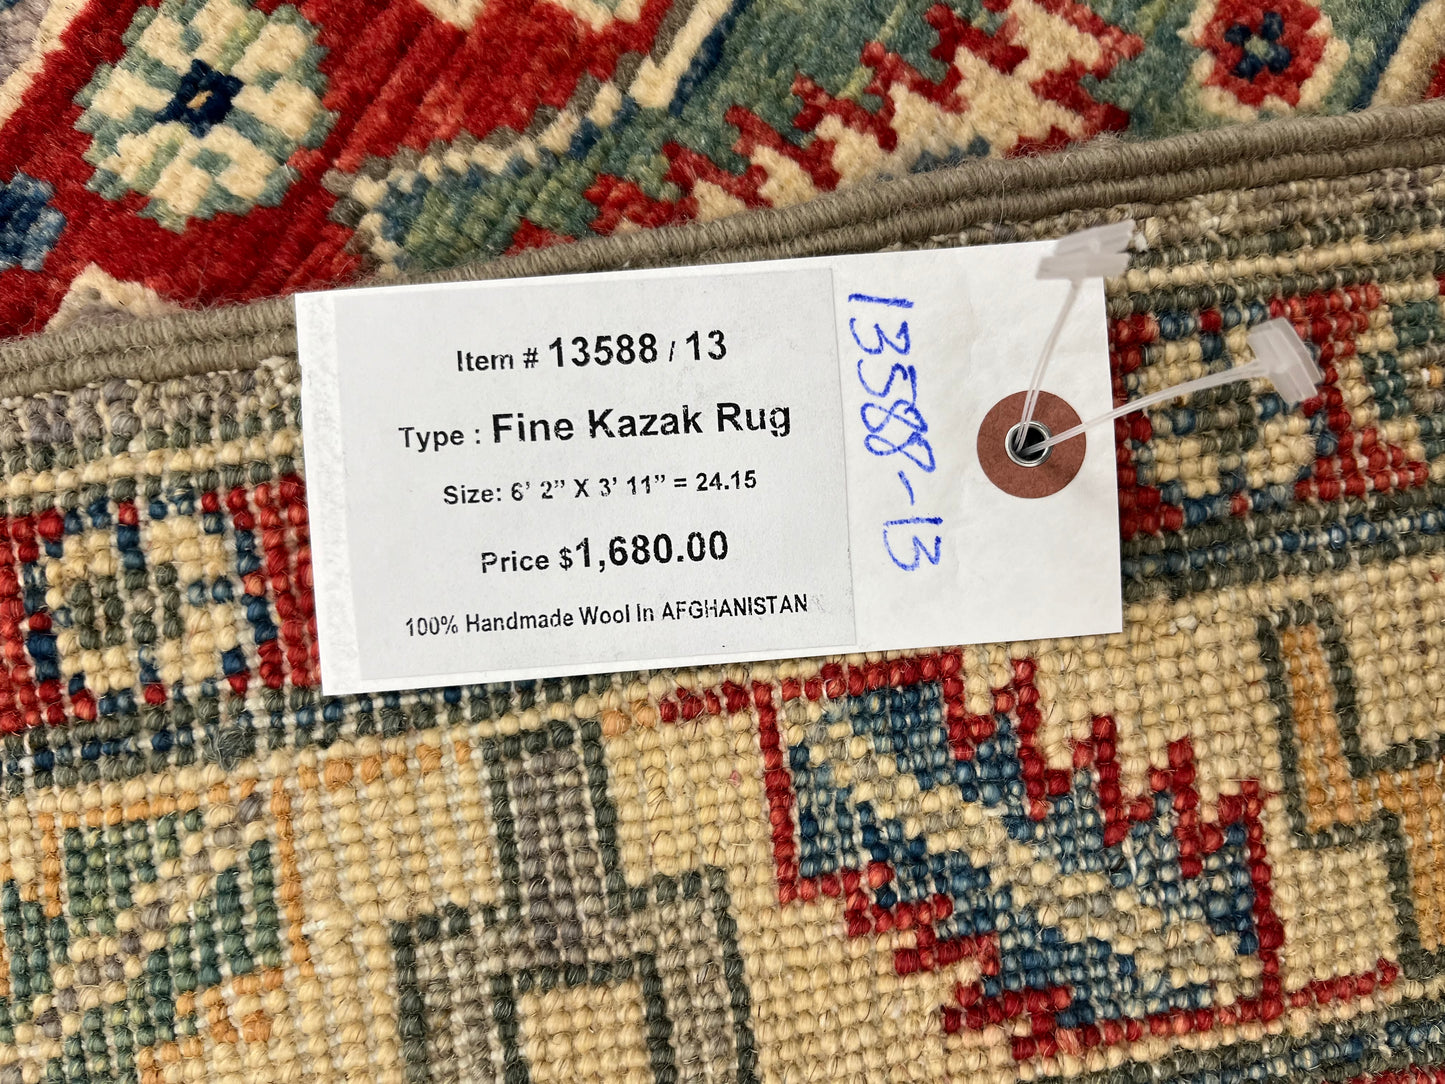 Item # 13588 / 13
Type : Fine Kazak Rug
Size: 6' 2” X 3' 11” = 24.15
Price $1,680.00
100% Handmade Wool In AFGHANISTAN
13588-13